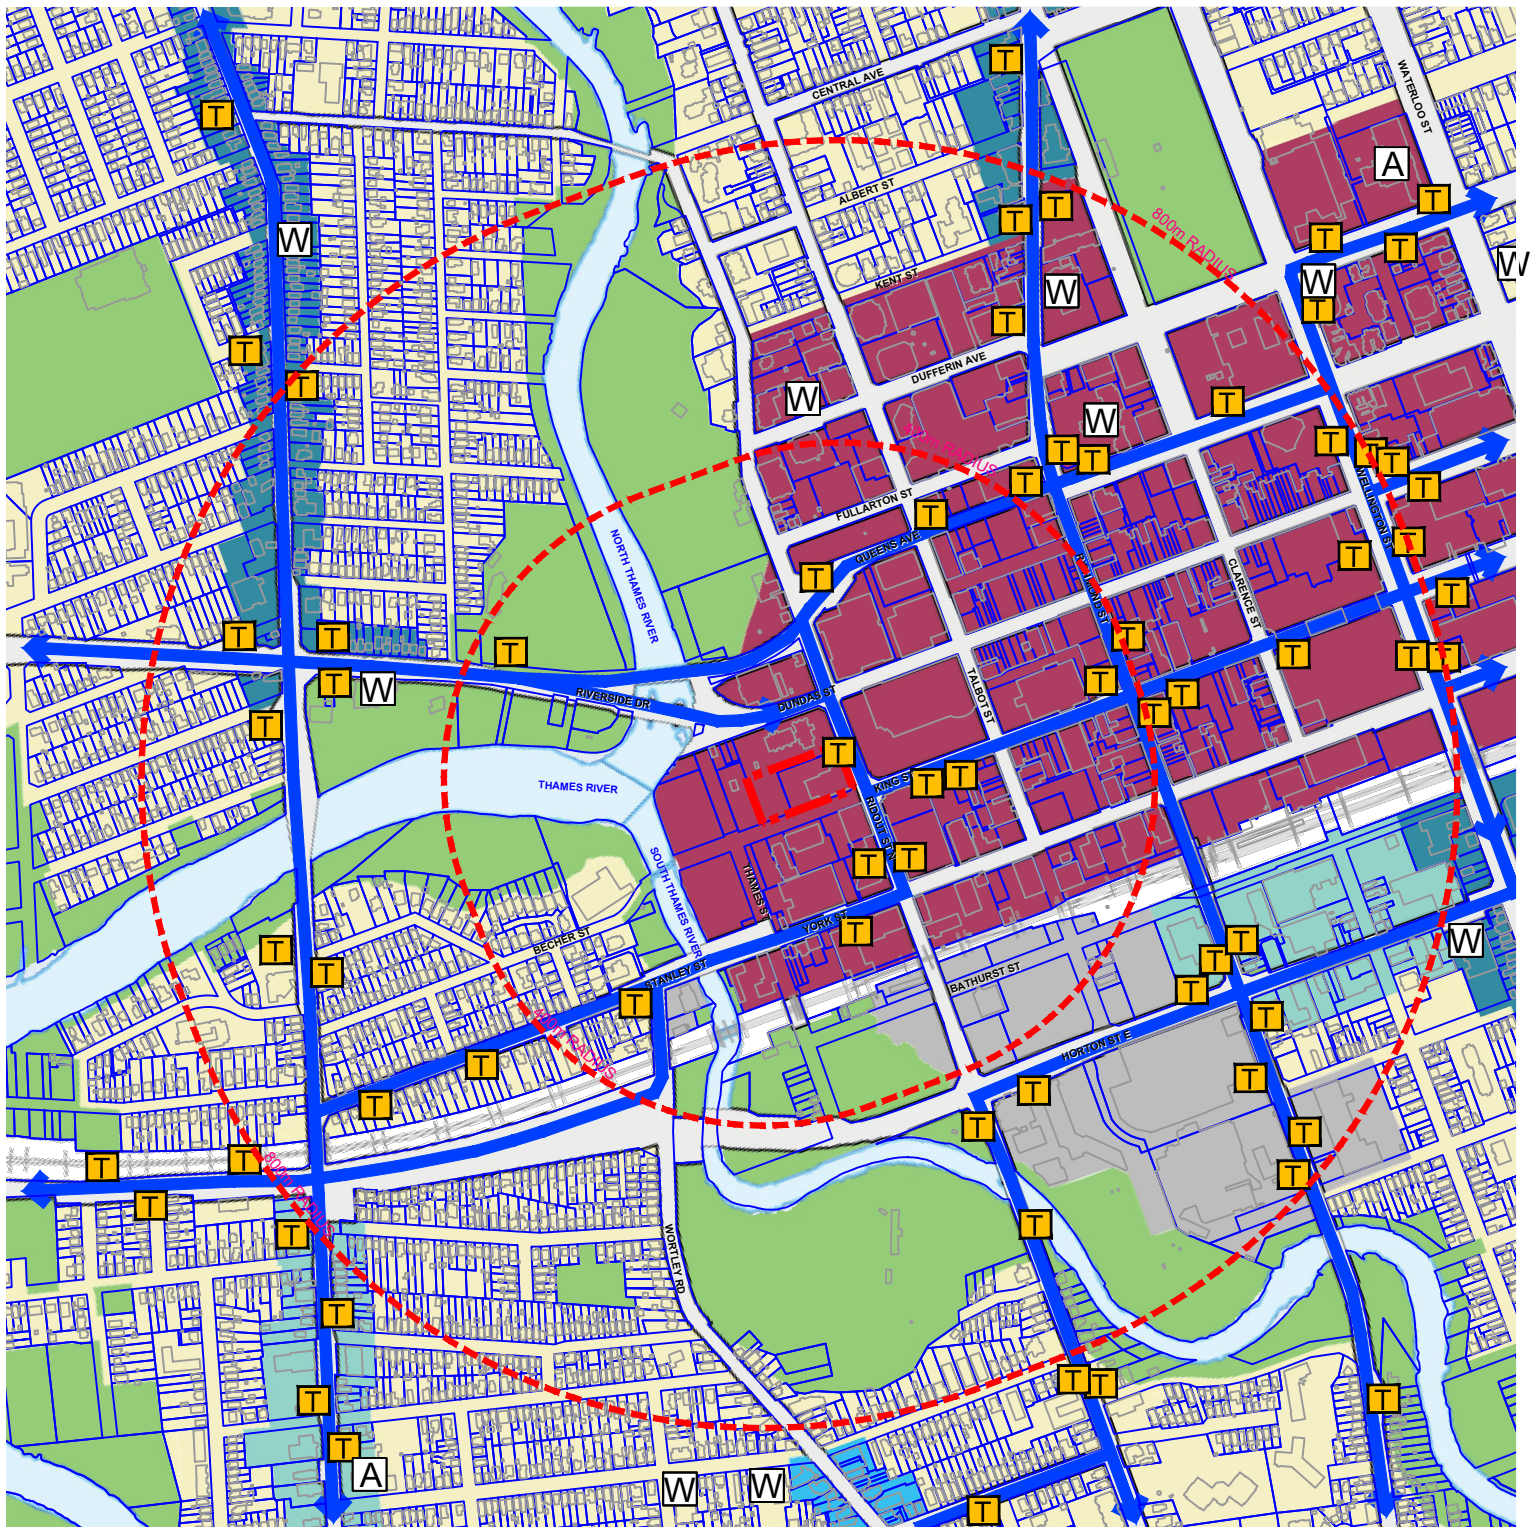 T
CENTRAL AVE
WATERLOO ST
T
A
ALBERT ST
T
T
T
800m RADIUS
W
T
T
W
KENT ST
W
W
T
T
T
DUFFERIN AVE
T
W
T
W
T
T
T
T
T
T
T
T
WELLINGTON ST
FULLARTON ST
T
QUEENS AVE
T
T
NORTH THAMES RIVER
CLARENCE ST
T
T
T
T
T
T
T
T
T
T
W
RIVERSIDE DR
DUNDAS ST
TALBOT ST
T
T
T
T
T
THAMES RIVER
T
T
SOUTH THAMES RIVER
T
T
THAMES ST
YORK ST
T
BECHER ST
STANLEY ST
T
T
T
T
T
T
T
W
BATHURST ST
400m RADIUS
HORTON ST E
T
T
T
T
T
T
T
T
T
T
T
800m RADIUS
T
T
WORTLEY RD
T
T
T
T
T
T
A
W
W
T